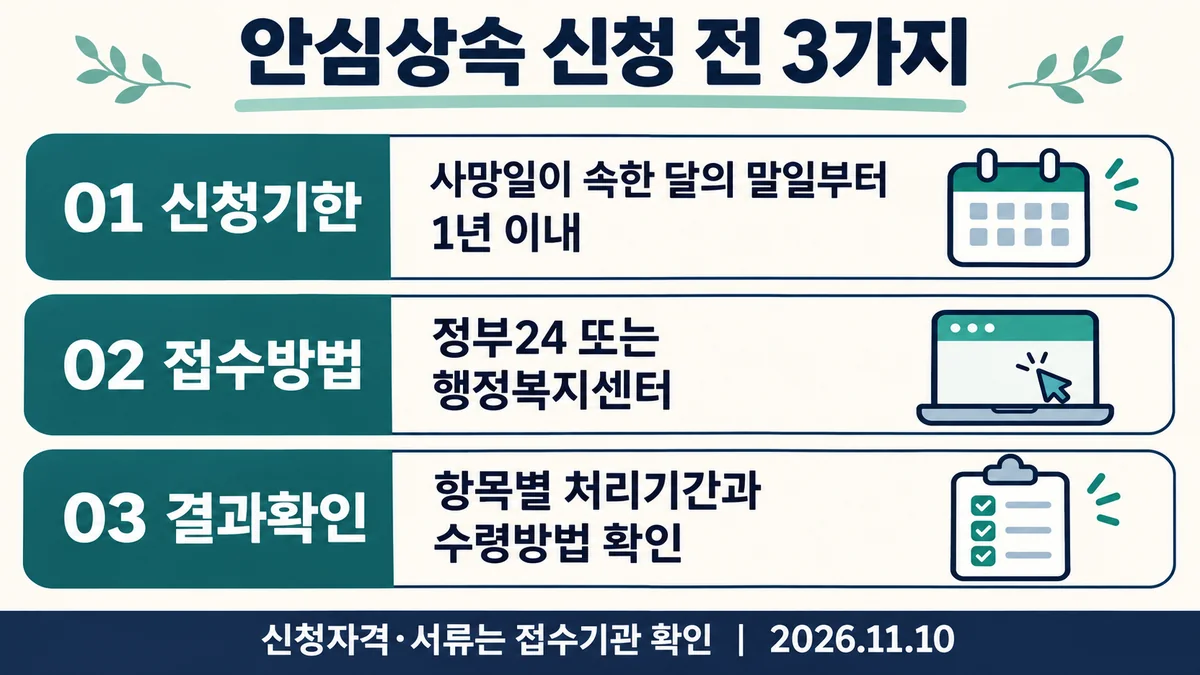 안심상속 신청 전 3가지
01 신청기한
사망일이 속한 달의 말일부터
1년 이내
02 접수방법
정부24 또는
행정복지센터
03 결과확인
항목별 처리기간과
수령방법 확인
신청자격·서류는 접수기관 확인 | 2026.11.10